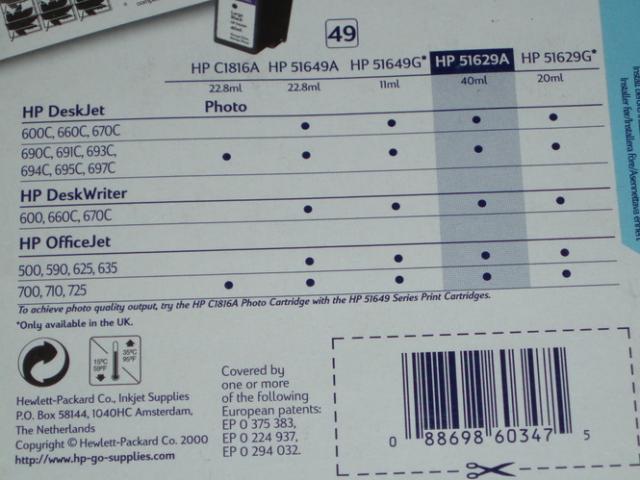 49
HP C1816A HP 51649A HP 51649G* HP 51629A HP 51629G*
22.8ml 22.8ml 11ml 40ml 20ml
HP DeskJet Photo
600C, 660C, 670C
690C, 691C, 693C,
694C, 695C, 697C
HP DeskWriter
600, 660C, 670C
HP OfficeJet
500, 590, 625, 635
700, 710, 725
To achieve photo quality output, try the HP C1816A Photo Cartridge with the HP 51649 Series Print Cartridges.
*Only available in the UK.
15°C
59°F
35°C
95°F
Hewlett-Packard Co., Inkjet Supplies
P.O. Box 58144, 1040HC Amsterdam,
The Netherlands
Copyright © Hewlett-Packard Co. 2000
http://www.hp-go-supplies.com
Covered by
one or more
of the following
European patents:
EP 0 375 383,
EP 0 224 937,
EP 0 294 032.
0 88698 60347 5